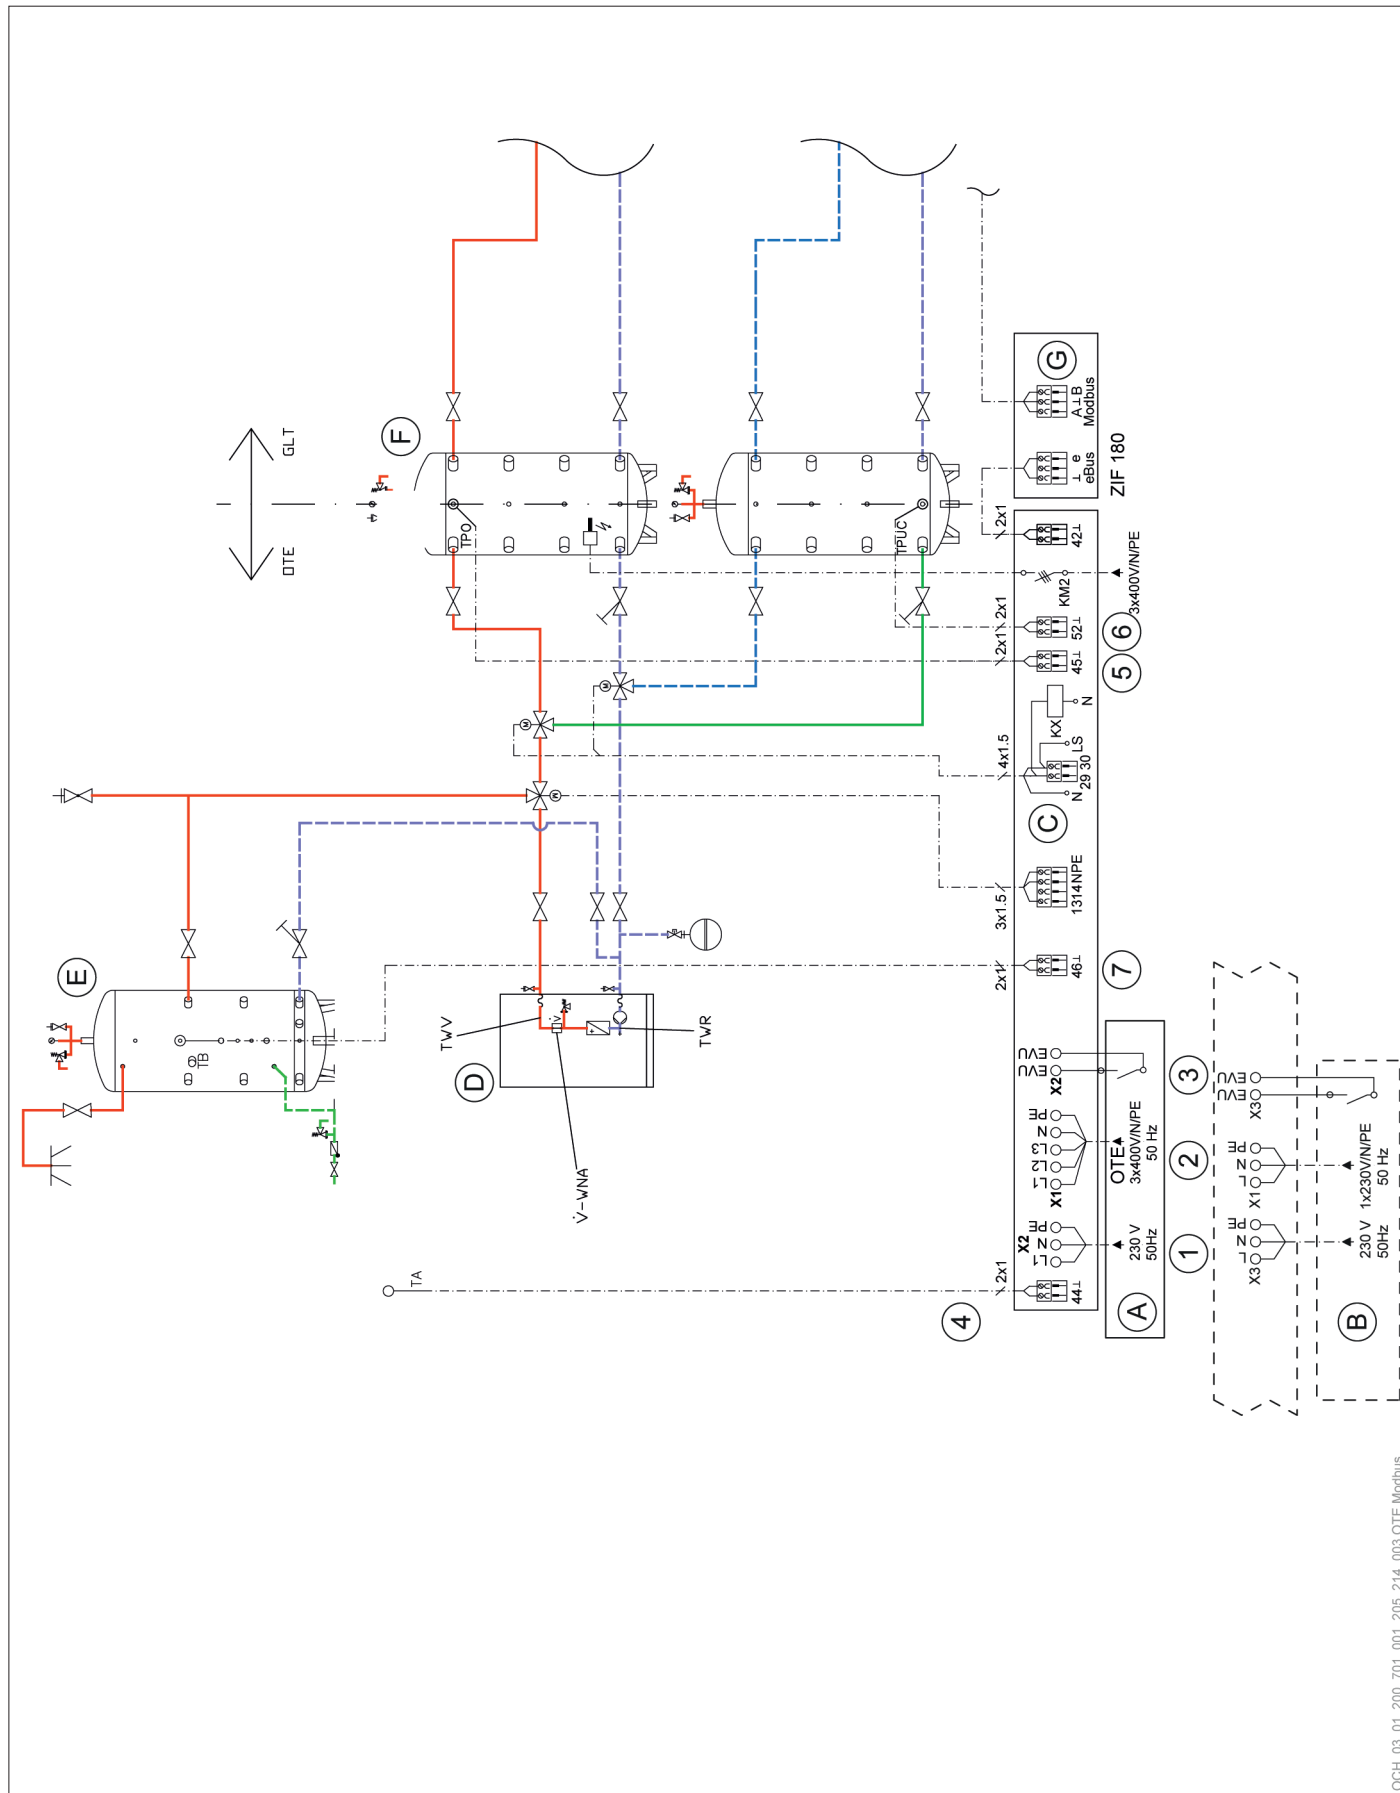 GLT
OTE
F
TPO
TPUC
E
TB
TWV
TWR
D
V̇
V̇-WNA
TA
M
M
M
4
2x1
44⊥
X2
L1
N
PE
230 V
50Hz
A
1
X1
L1
L2
L3
N
PE
OTE
3x400V/N/PE
50 Hz
2
X2
EVU
EVU
3
2x1
46⊥
7
3x1.5
1314NPE
C
4x1.5
N
29 30
LS
KX
N
2x1
45⊥
5
2x1
52⊥
6
KM2
3x400V/N/PE
2x1
42⊥
ZIF 180
⊥ e
eBus
A⊥B
Modbus
G
X3
L
N
PE
230 V
50Hz
X1
L
N
PE
1x230V/N/PE
50 Hz
X3
EVU
EVU
B
OCH_03_01_200_701_001_205_214_003 OTE Modbus